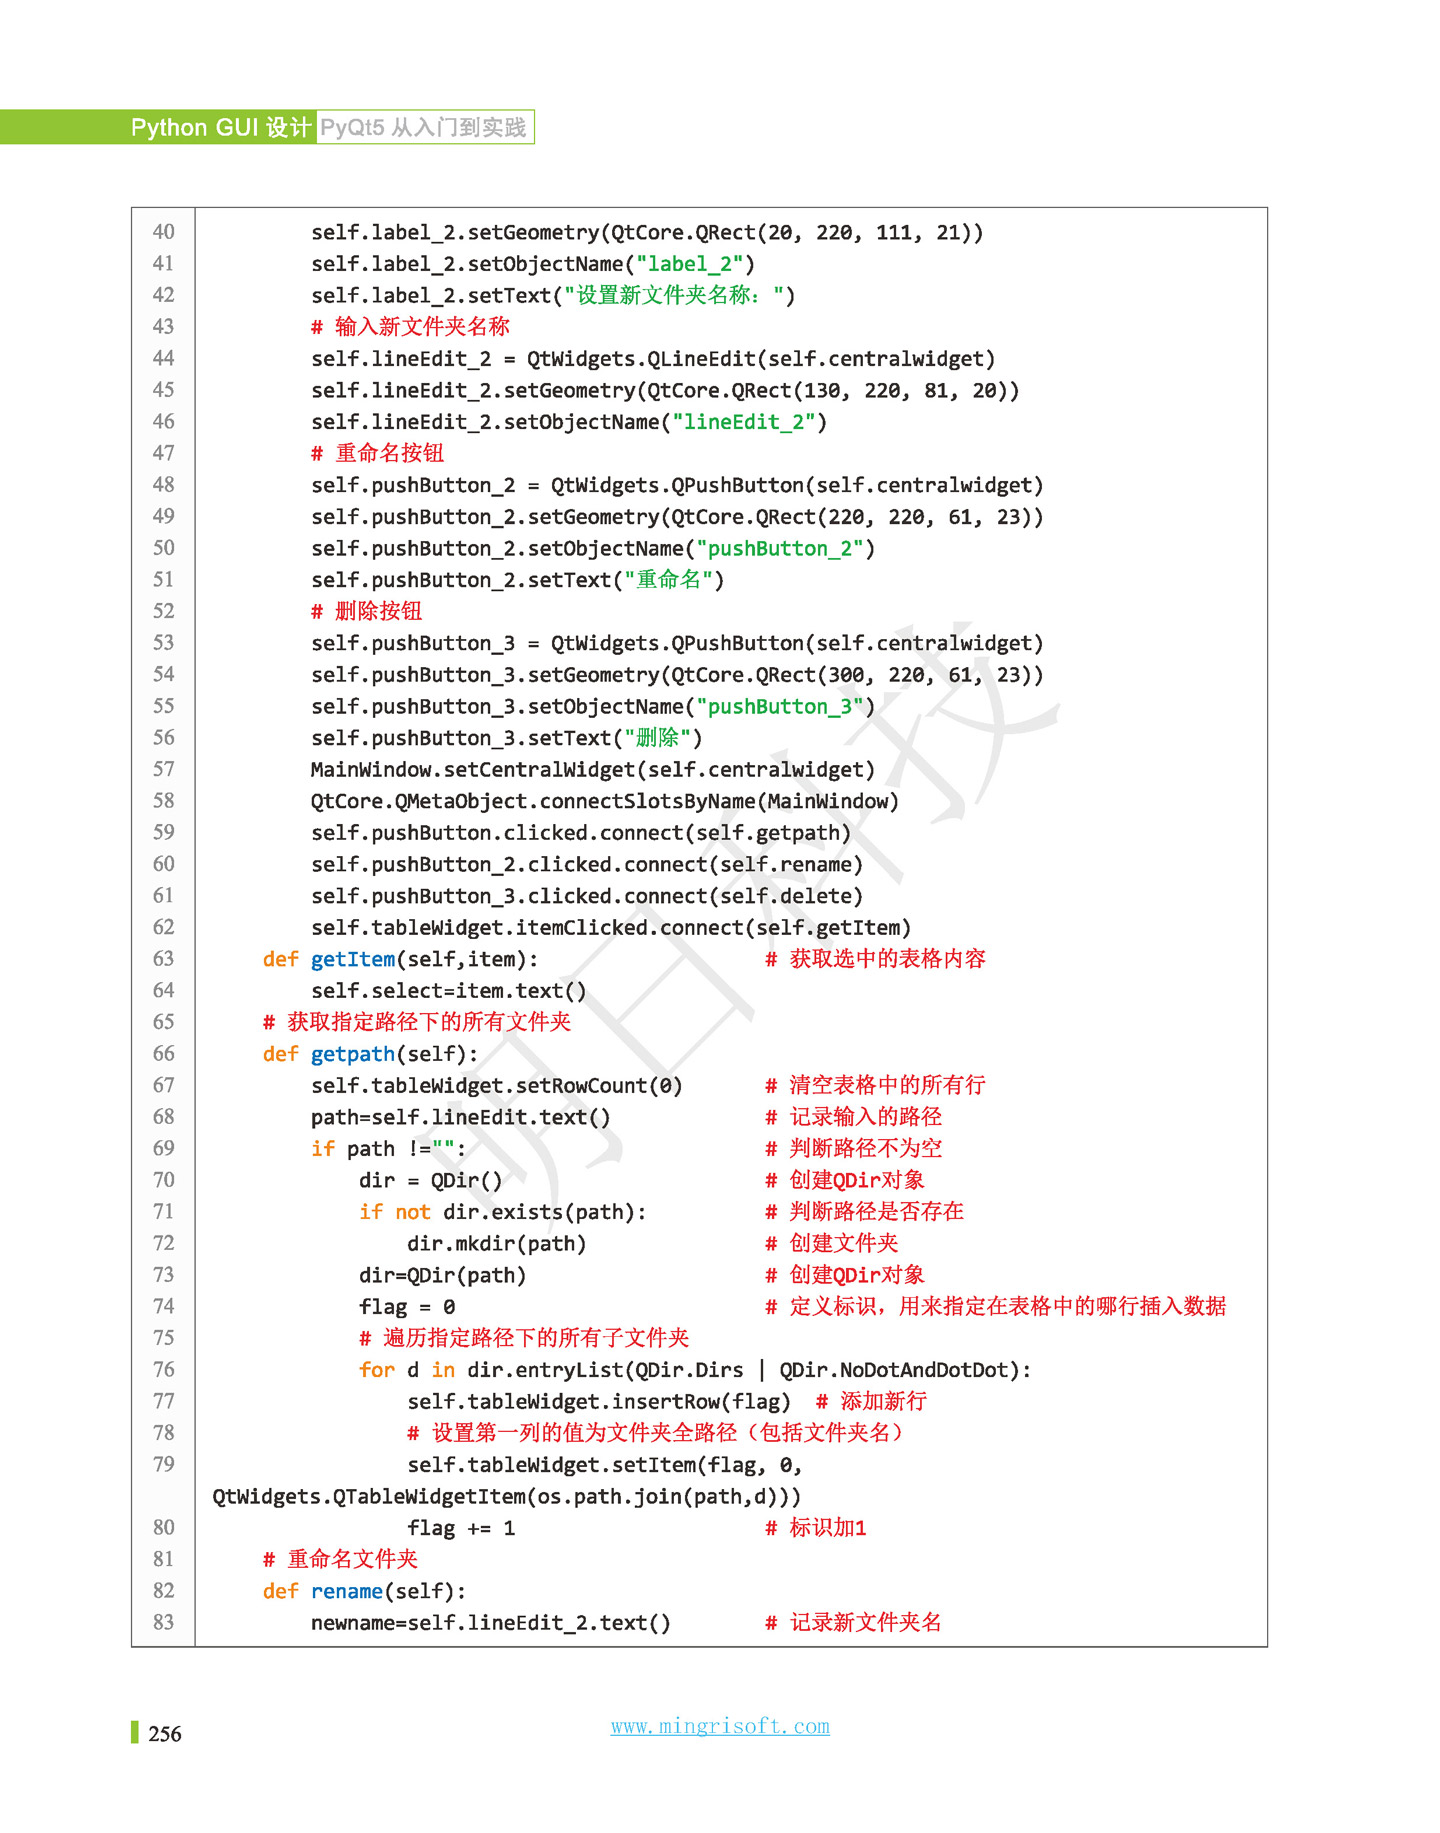 Python GUI 设计 PyQt5 从入门到实践
40 self.label_2.setGeometry(QtCore.QRect(20, 220, 111, 21))
41 self.label_2.setObjectName("label_2")
42 self.label_2.setText("设置新文件夹名称：")
43 # 输入新文件夹名称
44 self.lineEdit_2 = QtWidgets.QLineEdit(self.centralwidget)
45 self.lineEdit_2.setGeometry(QtCore.QRect(130, 220, 81, 20))
46 self.lineEdit_2.setObjectName("lineEdit_2")
47 # 重命名按钮
48 self.pushButton_2 = QtWidgets.QPushButton(self.centralwidget)
49 self.pushButton_2.setGeometry(QtCore.QRect(220, 220, 61, 23))
50 self.pushButton_2.setObjectName("pushButton_2")
51 self.pushButton_2.setText("重命名")
52 # 删除按钮
53 self.pushButton_3 = QtWidgets.QPushButton(self.centralwidget)
54 self.pushButton_3.setGeometry(QtCore.QRect(300, 220, 61, 23))
55 self.pushButton_3.setObjectName("pushButton_3")
56 self.pushButton_3.setText("删除")
57 MainWindow.setCentralWidget(self.centralwidget)
58 QtCore.QMetaObject.connectSlotsByName(MainWindow)
59 self.pushButton.clicked.connect(self.getpath)
60 self.pushButton_2.clicked.connect(self.rename)
61 self.pushButton_3.clicked.connect(self.delete)
62 self.tableWidget.itemClicked.connect(self.getItem)
63 def getItem(self,item): # 获取选中的表格内容
64 self.select=item.text()
65 # 获取指定路径下的所有文件夹
66 def getpath(self):
67 self.tableWidget.setRowCount(0) # 清空表格中的所有行
68 path=self.lineEdit.text() # 记录输入的路径
69 if path !="": # 判断路径不为空
70 dir = QDir() # 创建QDir对象
71 if not dir.exists(path): # 判断路径是否存在
72 dir.mkdir(path) # 创建文件夹
73 dir=QDir(path) # 创建QDir对象
74 flag = 0 # 定义标识，用来指定在表格中的哪行插入数据
75 # 遍历指定路径下的所有子文件夹
76 for d in dir.entryList(QDir.Dirs | QDir.NoDotAndDotDot):
77 self.tableWidget.insertRow(flag) # 添加新行
78 # 设置第一列的值为文件夹全路径（包括文件夹名）
79 self.tableWidget.setItem(flag, 0,
QtWidgets.QTableWidgetItem(os.path.join(path,d)))
80 flag += 1 # 标识加1
81 # 重命名文件夹
82 def rename(self):
83 newname=self.lineEdit_2.text() # 记录新文件夹名
明日科技
256
www.mingrisoft.com